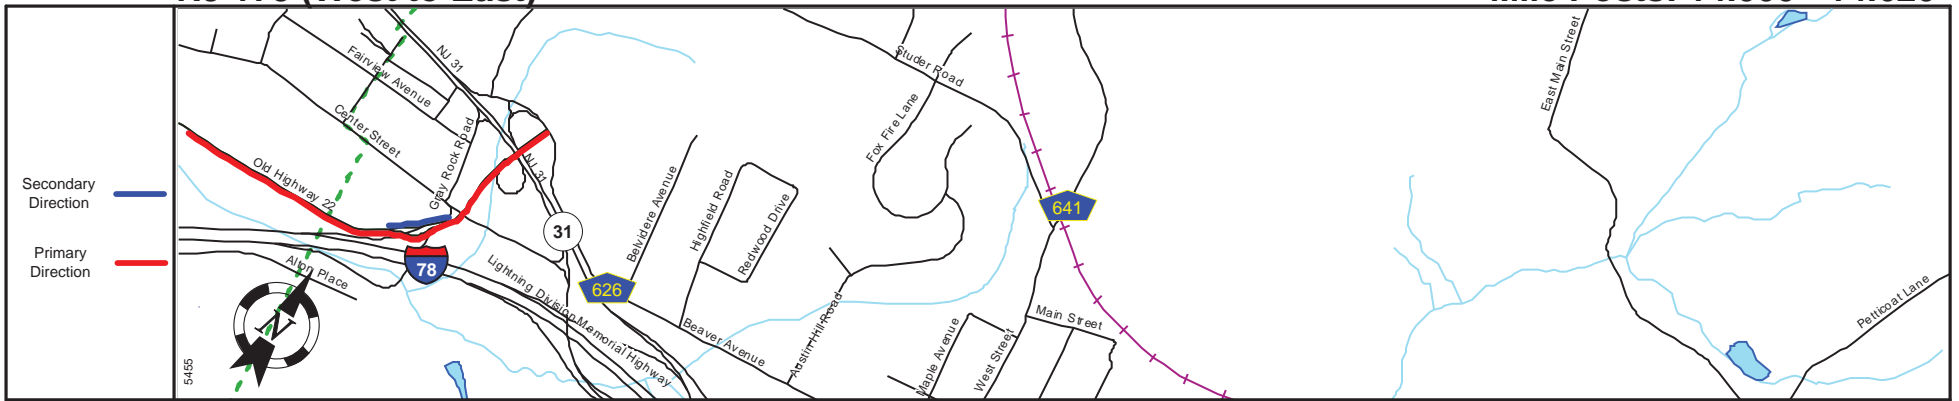 Secondary
Direction
Primary
Direction
NJ 31
Fairview Avenue
Center Street
Gray Rock Road
Old Highway 22
NJ 31
Alton Place
78
31
626
641
Lightning Division Memorial Highway
Belvidere Avenue
Highfield Road
Redwood Drive
Beaver Avenue
Austin Hill Road
Fox Fire Lane
Studer Road
Maple Avenue
West Street
Main Street
East Main Street
Petticoat Lane
N
5455